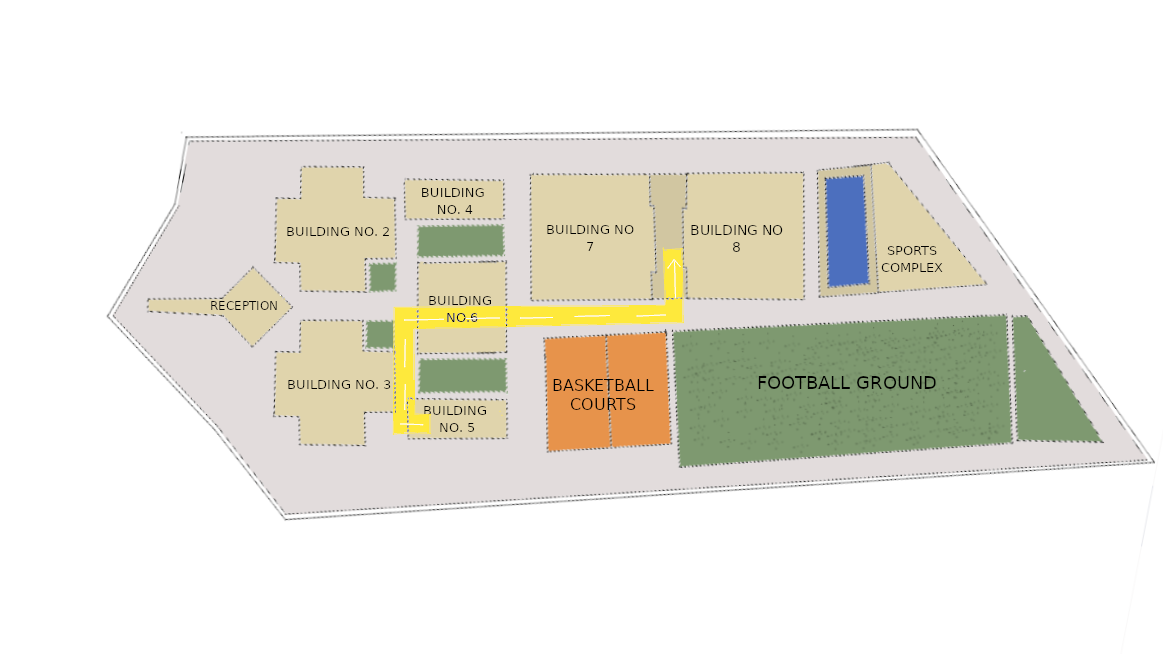 BUILDING
NO. 4
BUILDING NO. 2
BUILDING NO
7
BUILDING NO
8
SPORTS
COMPLEX
RECEPTION
BUILDING
NO.6
BUILDING NO. 3
BUILDING
NO. 5
BASKETBALL
COURTS
FOOTBALL GROUND